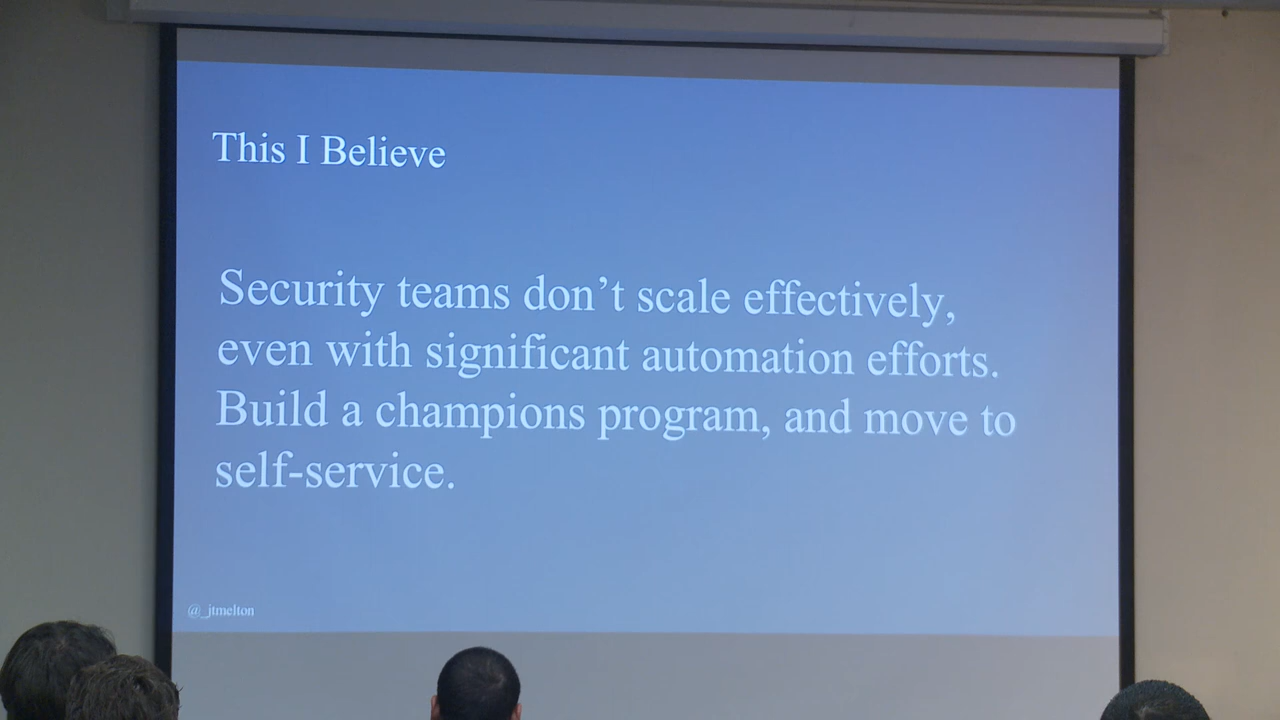 This I Believe
Security teams don’t scale effectively,
even with significant automation efforts.
Build a champions program, and move to
self-service.
@_jtmelton